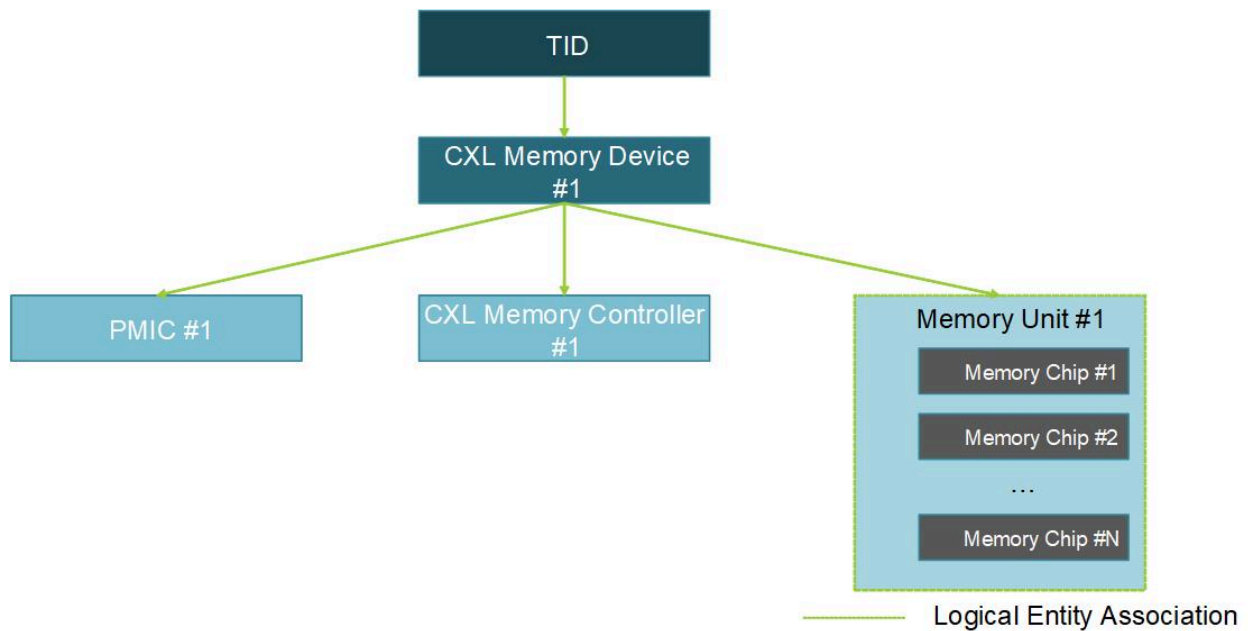 TID
CXL Memory Device
#1
PMIC #1
CXL Memory Controller
#1
Memory Unit #1
Memory Chip #1
Memory Chip #2
...
Memory Chip #N
Logical Entity Association